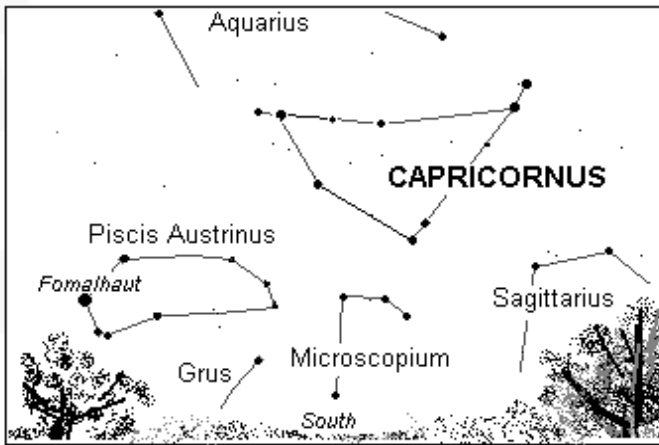 Aquarius
CAPRICORNUS
Piscis Austrinus
Fomalhaut
Sagittarius
Microscopium
Grus
South